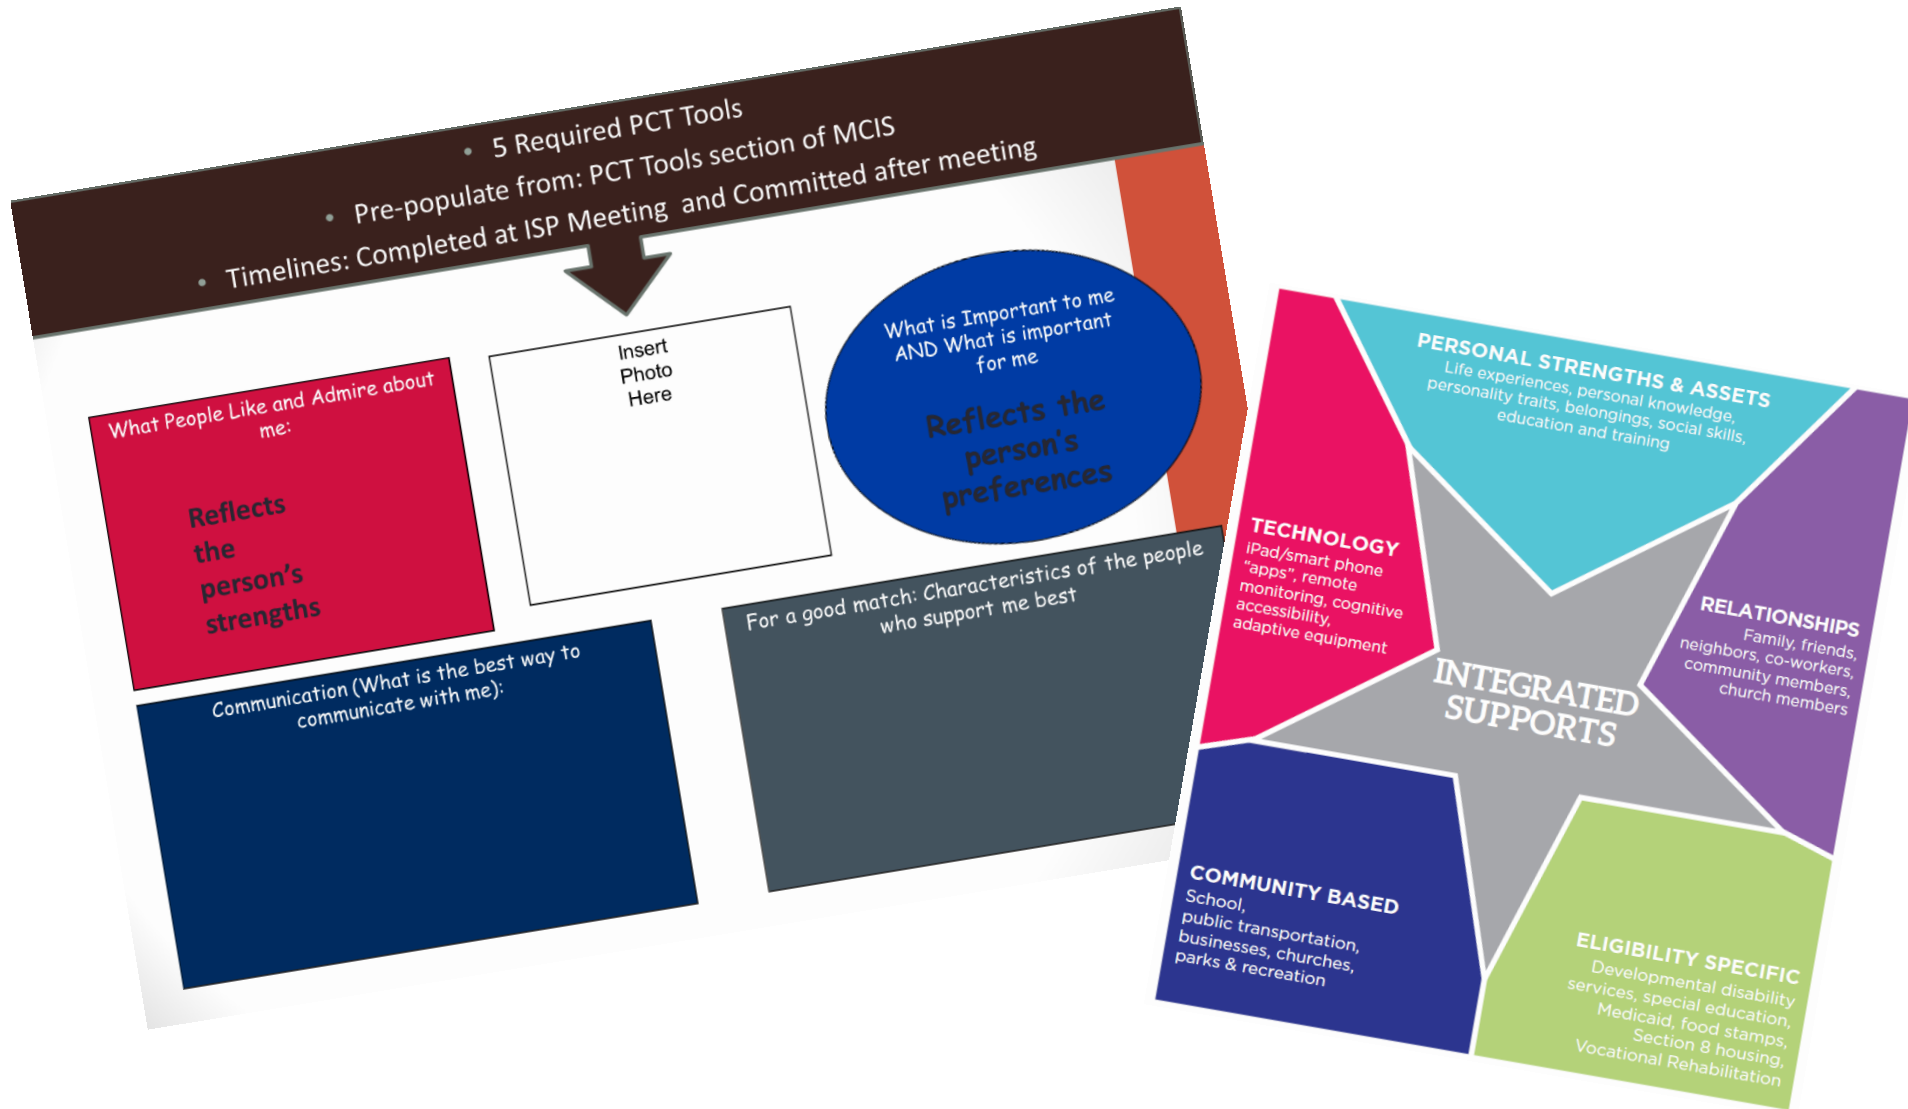 • 5 Required PCT Tools
• Pre-populate from: PCT Tools section of MCIS
• Timelines: Completed at ISP Meeting and Committed after meeting
What People Like and Admire about
me:
Reflects
the
person’s
strengths
Insert
Photo
Here
What is Important to me
AND What is important
for me
Reflects the
person's
preferences
Communication (What is the best way to
communicate with me):
For a good match: Characteristics of the people
who support me best
PERSONAL STRENGTHS & ASSETS
Life experiences, personal knowledge,
personality traits, belongings, social skills,
education and training
TECHNOLOGY
iPad/smart phone
“apps”, remote
monitoring, cognitive
accessibility,
adaptive equipment
RELATIONSHIPS
Family, friends,
neighbors, co-workers,
community members,
church members
INTEGRATED
SUPPORTS
COMMUNITY BASED
School,
public transportation,
businesses, churches,
parks & recreation
ELIGIBILITY SPECIFIC
Developmental disability
services, special education,
Medicaid, food stamps,
Section 8 housing,
Vocational Rehabilitation